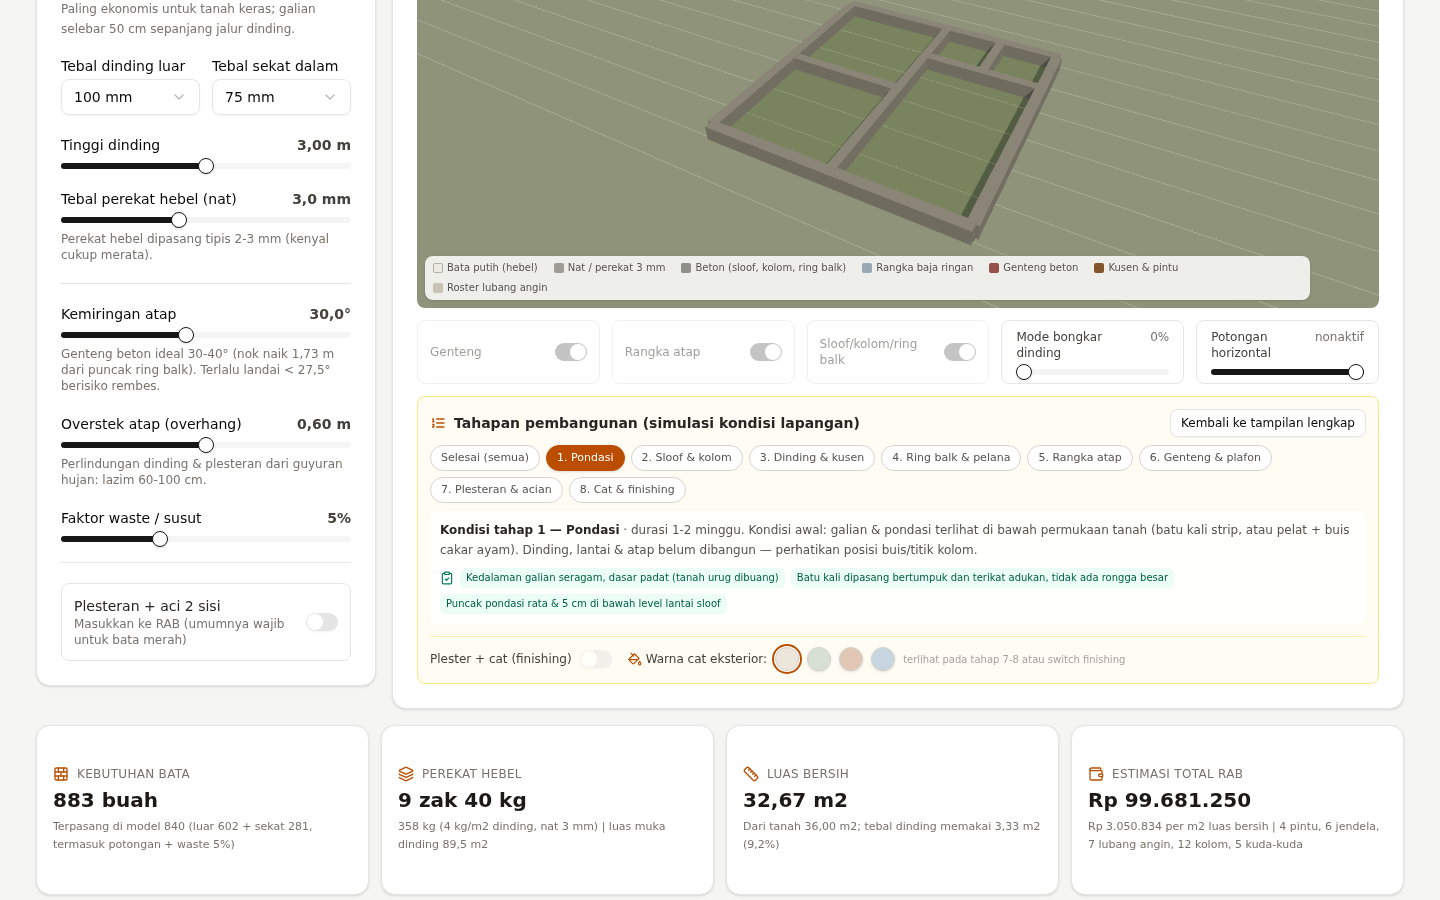 Paling ekonomis untuk tanah keras; galian
selebar 50 cm sepanjang jalur dinding.
Tebal dinding luar
Tebal sekat dalam
100 mm
75 mm
Tinggi dinding
3,00 m
Tebal perekat hebel (nat)
3,0 mm
Perekat hebel dipasang tipis 2-3 mm (kenyal
cukup merata).
Kemiringan atap
30,0°
Genteng beton ideal 30-40° (nok naik 1,73 m
dari puncak ring balk). Terlalu landai < 27,5°
berisiko rembes.
Overstek atap (overhang)
0,60 m
Perlindungan dinding & plesteran dari guyuran
hujan: lazim 60-100 cm.
Faktor waste / susut
5%
Plesteran + aci 2 sisi
Masukkan ke RAB (umumnya wajib
untuk bata merah)
Bata putih (hebel)
Nat / perekat 3 mm
Beton (sloof, kolom, ring balk)
Rangka baja ringan
Genteng beton
Kusen & pintu
Roster lubang angin
Genteng
Rangka atap
Sloof/kolom/ring
balk
Mode bongkar
dinding
0%
Potongan
horizontal
nonaktif
Tahapan pembangunan (simulasi kondisi lapangan)
Kembali ke tampilan lengkap
Selesai (semua)
1. Pondasi
2. Sloof & kolom
3. Dinding & kusen
4. Ring balk & pelana
5. Rangka atap
6. Genteng & plafon
7. Plesteran & acian
8. Cat & finishing
Kondisi tahap 1 — Pondasi · durasi 1-2 minggu. Kondisi awal: galian & pondasi terlihat di bawah permukaan tanah (batu kali strip, atau pelat + buis
cakar ayam). Dinding, lantai & atap belum dibangun — perhatikan posisi buis/titik kolom.
Kedalaman galian seragam, dasar padat (tanah urug dibuang)
Batu kali dipasang bertumpuk dan terikat adukan, tidak ada rongga besar
Puncak pondasi rata & 5 cm di bawah level lantai sloof
Plester + cat (finishing)
Warna cat eksterior:
terlihat pada tahap 7-8 atau switch finishing
KEBUTUHAN BATA
883 buah
Terpasang di model 840 (luar 602 + sekat 281,
termasuk potongan + waste 5%)
PEREKAT HEBEL
9 zak 40 kg
358 kg (4 kg/m2 dinding, nat 3 mm) | luas muka
dinding 89,5 m2
LUAS BERSIH
32,67 m2
Dari tanah 36,00 m2; tebal dinding memakai 3,33 m2
(9,2%)
ESTIMASI TOTAL RAB
Rp 99.681.250
Rp 3.050.834 per m2 luas bersih | 4 pintu, 6 jendela,
7 lubang angin, 12 kolom, 5 kuda-kuda